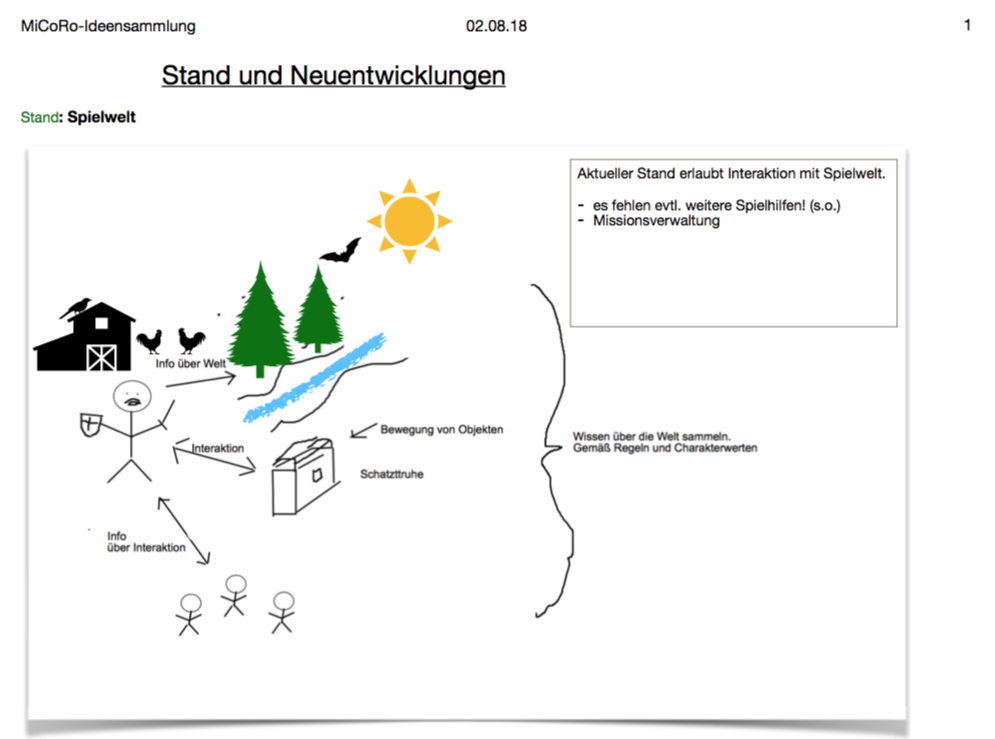 MiCoRo-Ideensammlung 02.08.18 1
Stand und Neuentwicklungen
Stand: Spielwelt
Aktueller Stand erlaubt Interaktion mit Spielwelt.
- es fehlen evtl. weitere Spielhilfen! (s.o.)
- Missionsverwaltung
Info über Welt
Bewegung von Objekten
Interaktion
Schatzttruhe
Wissen über die Welt sammeln.
Gemäß Regeln und Charakterwerten
Info
über Interaktion